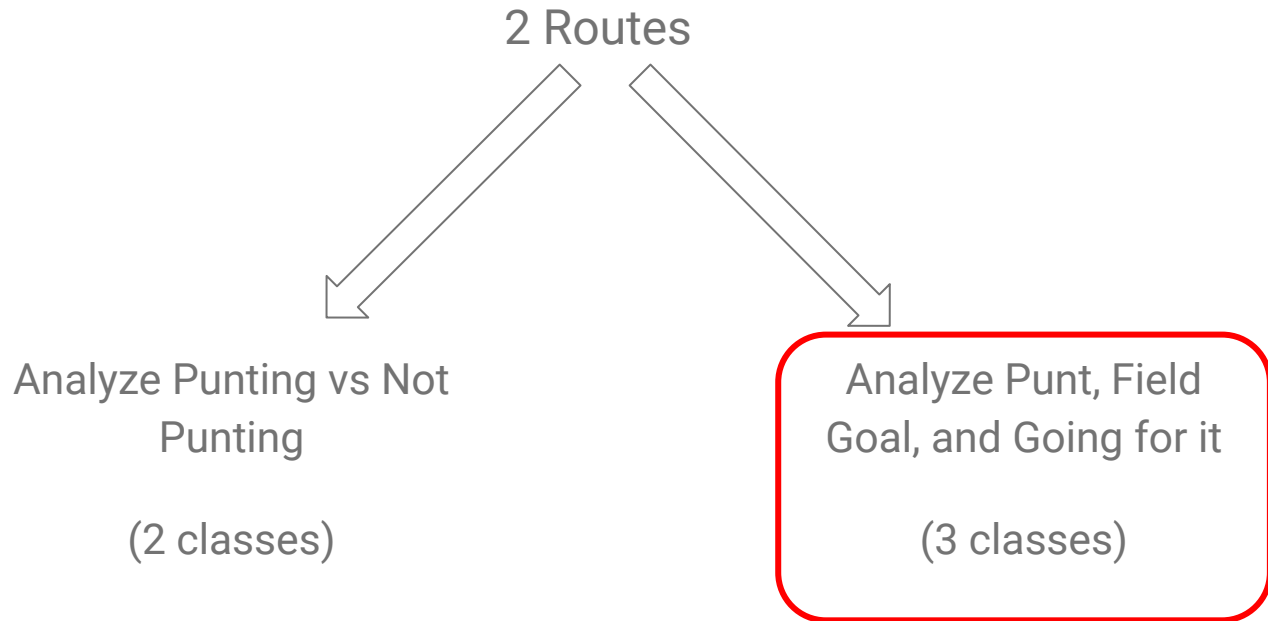 2 Routes
Analyze Punting vs Not
Punting
(2 classes)
Analyze Punt, Field
Goal, and Going for it
(3 classes)